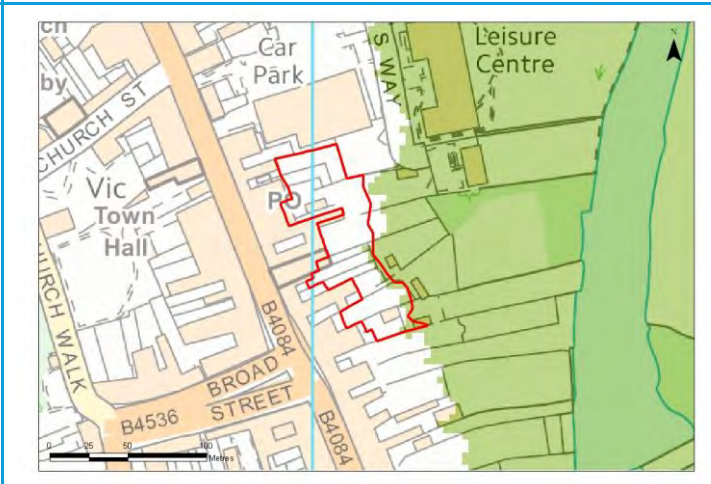 ch
by
CHURCH ST
Car
Park
S WAY
Leisure
Centre
N
Vic
Town
Hall
PO
CHURCH WALK
B4084
BROAD
STREET
B4536
B4084
0 25 50 100
Metres